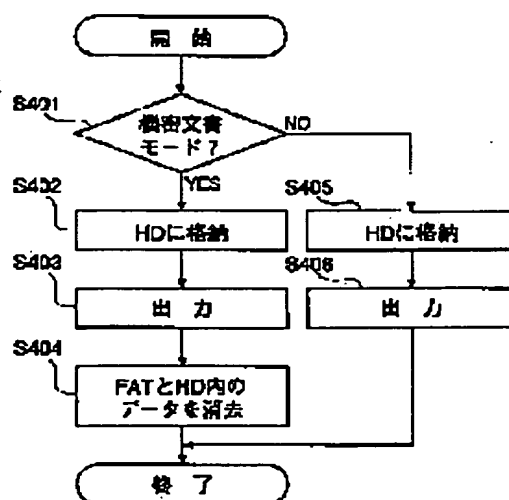 開始
S401
機密文書
モード?
NO
YES
S402
HDに格納
S405
HDに格納
S403
出力
S406
出力
S404
FATとHD内の
データを消去
終了